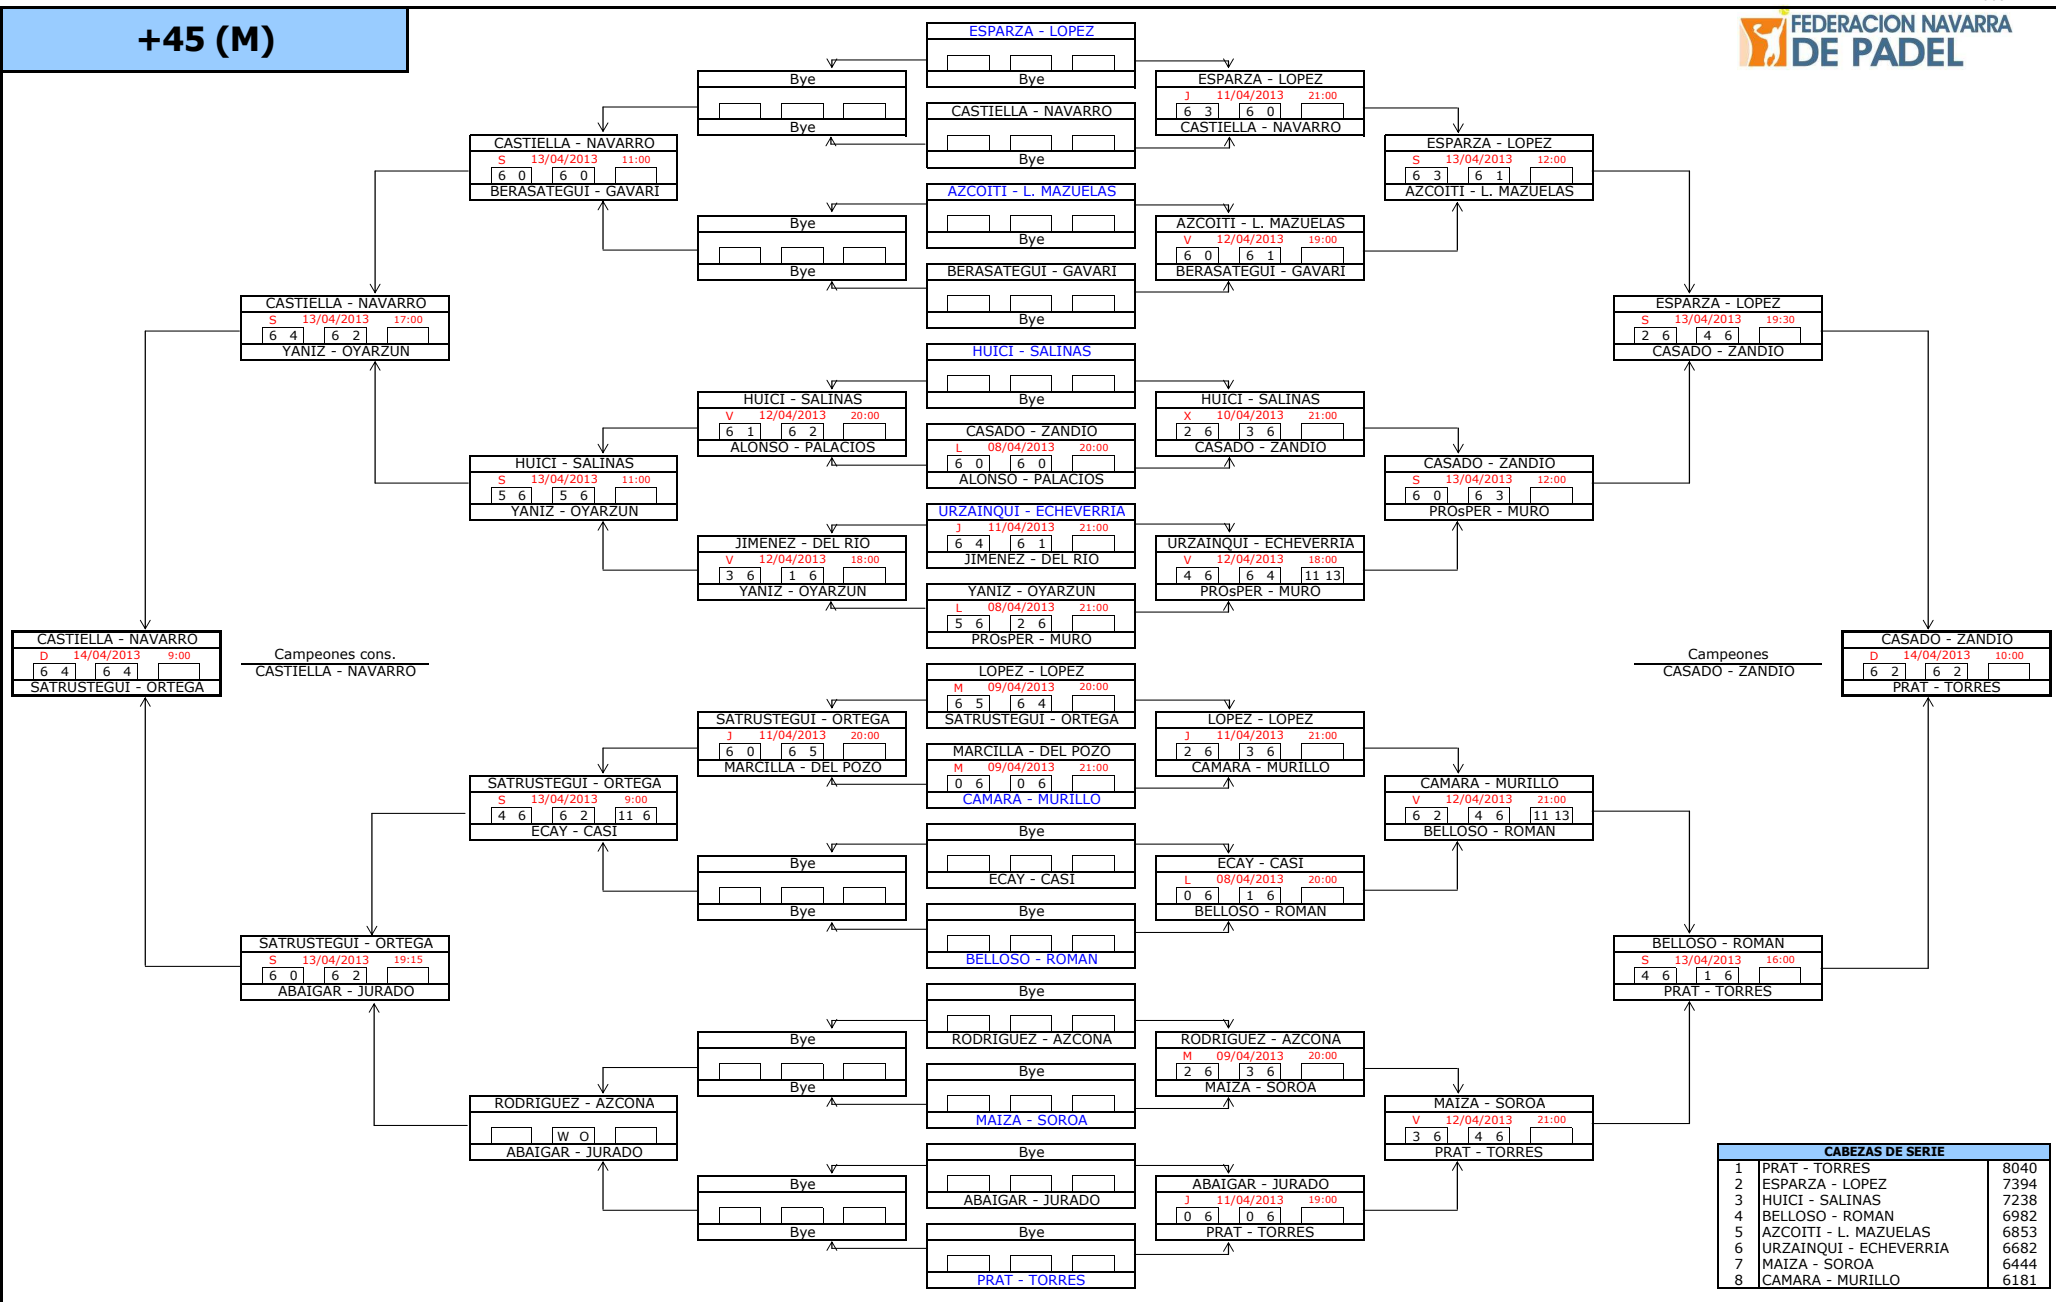 +45 (M)
FEDERACION NAVARRA
DE PADEL
CASTIELLA - NAVARRO
D 14/04/2013 9:00
6 4 6 4
SATRUSTEGUI - ORTEGA
Campeones cons.
CASTIELLA - NAVARRO
CASTIELLA - NAVARRO
S 13/04/2013 17:00
6 4 6 2
YANIZ - OYARZUN
SATRUSTEGUI - ORTEGA
S 13/04/2013 19:15
6 0 6 2
ABAIGAR - JURADO
CASTIELLA - NAVARRO
S 13/04/2013 11:00
6 0 6 0
BERASATEGUI - GAVARI
HUICI - SALINAS
S 13/04/2013 11:00
5 6 5 6
YANIZ - OYARZUN
SATRUSTEGUI - ORTEGA
S 13/04/2013 9:00
4 6 6 2 11 6
ECAY - CASI
RODRIGUEZ - AZCONA
W O
ABAIGAR - JURADO
Bye
Bye
Bye
Bye
HUICI - SALINAS
V 12/04/2013 20:00
6 1 6 2
ALONSO - PALACIOS
JIMENEZ - DEL RIO
V 12/04/2013 18:00
3 6 1 6
YANIZ - OYARZUN
SATRUSTEGUI - ORTEGA
J 11/04/2013 20:00
6 0 6 5
MARCILLA - DEL POZO
Bye
Bye
Bye
Bye
Bye
Bye
ESPARZA - LOPEZ
Bye
CASTIELLA - NAVARRO
Bye
AZCOITI - L. MAZUELAS
Bye
BERASATEGUI - GAVARI
Bye
HUICI - SALINAS
Bye
CASADO - ZANDIO
L 08/04/2013 20:00
6 0 6 0
ALONSO - PALACIOS
URZAINQUI - ECHEVERRIA
J 11/04/2013 21:00
6 4 6 1
JIMENEZ - DEL RIO
YANIZ - OYARZUN
L 08/04/2013 21:00
5 6 2 6
PROsPER - MURO
LOPEZ - LOPEZ
M 09/04/2013 20:00
6 5 6 4
SATRUSTEGUI - ORTEGA
MARCILLA - DEL POZO
M 09/04/2013 21:00
0 6 0 6
CAMARA - MURILLO
Bye
ECAY - CASI
Bye
BELLOSO - ROMAN
Bye
RODRIGUEZ - AZCONA
Bye
MAIZA - SOROA
Bye
ABAIGAR - JURADO
Bye
PRAT - TORRES
ESPARZA - LOPEZ
J 11/04/2013 21:00
6 3 6 0
CASTIELLA - NAVARRO
AZCOITI - L. MAZUELAS
V 12/04/2013 19:00
6 0 6 1
BERASATEGUI - GAVARI
HUICI - SALINAS
X 10/04/2013 21:00
2 6 3 6
CASADO - ZANDIO
URZAINQUI - ECHEVERRIA
V 12/04/2013 18:00
4 6 6 4 11 13
PROsPER - MURO
LOPEZ - LOPEZ
J 11/04/2013 21:00
2 6 3 6
CAMARA - MURILLO
ECAY - CASI
L 08/04/2013 20:00
0 6 1 6
BELLOSO - ROMAN
RODRIGUEZ - AZCONA
M 09/04/2013 20:00
2 6 3 6
MAIZA - SOROA
ABAIGAR - JURADO
J 11/04/2013 19:00
0 6 0 6
PRAT - TORRES
ESPARZA - LOPEZ
S 13/04/2013 12:00
6 3 6 1
AZCOITI - L. MAZUELAS
CASADO - ZANDIO
S 13/04/2013 12:00
6 0 6 3
PROsPER - MURO
CAMARA - MURILLO
V 12/04/2013 21:00
6 2 4 6 11 13
BELLOSO - ROMAN
MAIZA - SOROA
V 12/04/2013 21:00
3 6 4 6
PRAT - TORRES
ESPARZA - LOPEZ
S 13/04/2013 19:30
2 6 4 6
CASADO - ZANDIO
BELLOSO - ROMAN
S 13/04/2013 16:00
4 6 1 6
PRAT - TORRES
Campeones
CASADO - ZANDIO
CASADO - ZANDIO
D 14/04/2013 10:00
6 2 6 2
PRAT - TORRES
CABEZAS DE SERIE
1 PRAT - TORRES 8040
2 ESPARZA - LOPEZ 7394
3 HUICI - SALINAS 7238
4 BELLOSO - ROMAN 6982
5 AZCOITI - L. MAZUELAS 6853
6 URZAINQUI - ECHEVERRIA 6682
7 MAIZA - SOROA 6444
8 CAMARA - MURILLO 6181